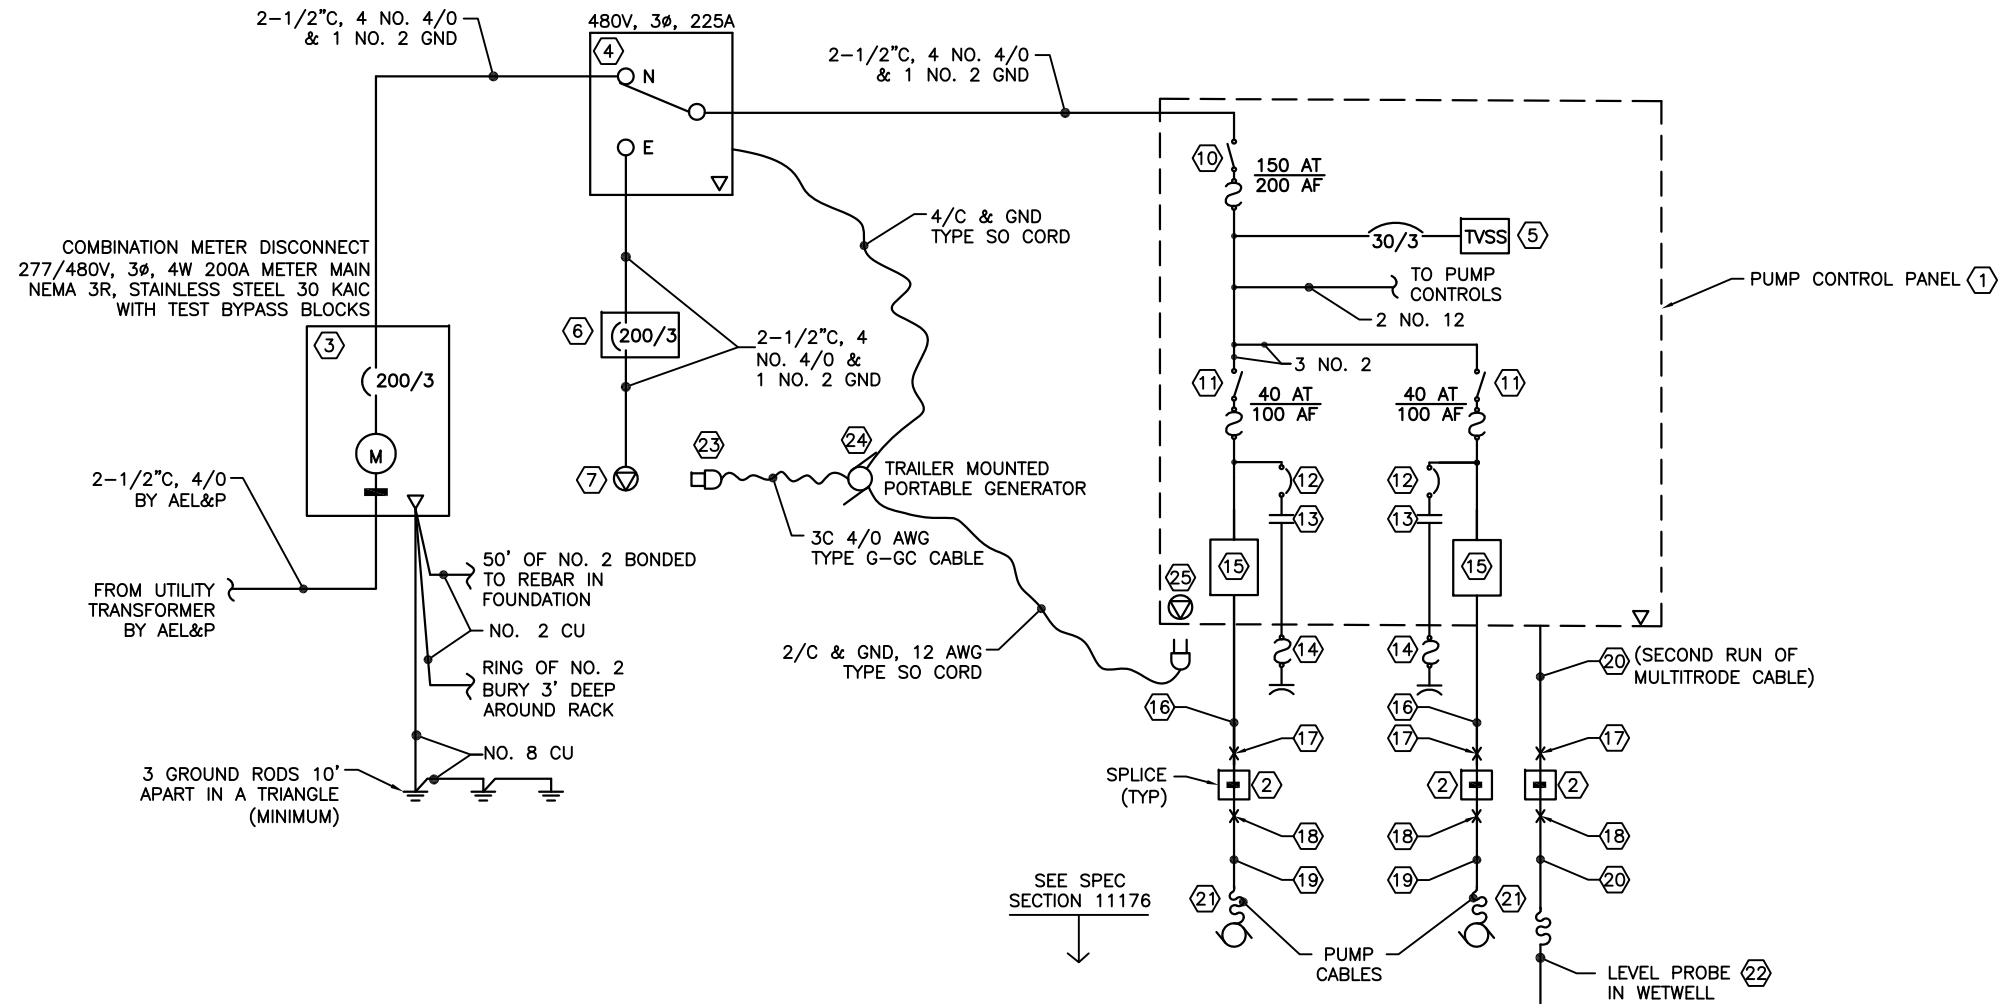 2-1/2"C, 4 NO. 4/0
& 1 NO. 2 GND
480V, 3ø, 225A
4
N
E
2-1/2"C, 4 NO. 4/0
& 1 NO. 2 GND
10
150 AT
200 AF
4/C & GND
TYPE SO CORD
30/3
TVSS
5
TO PUMP
CONTROLS
2 NO. 12
PUMP CONTROL PANEL
1
COMBINATION METER DISCONNECT
277/480V, 3ø, 4W 200A METER MAIN
NEMA 3R, STAINLESS STEEL 30 KAIC
WITH TEST BYPASS BLOCKS
3
200/3
M
6
200/3
2-1/2"C, 4
NO. 4/0 &
1 NO. 2 GND
7
3 NO. 2
11
40 AT
100 AF
40 AT
100 AF
11
23
24
TRAILER MOUNTED
PORTABLE GENERATOR
3C 4/0 AWG
TYPE G-GC CABLE
2-1/2"C, 4/0
BY AEL&P
FROM UTILITY
TRANSFORMER
BY AEL&P
50' OF NO. 2 BONDED
TO REBAR IN
FOUNDATION
NO. 2 CU
RING OF NO. 2
BURY 3' DEEP
AROUND RACK
NO. 8 CU
3 GROUND RODS 10'
APART IN A TRIANGLE
(MINIMUM)
12
12
13
13
15
15
25
2/C & GND, 12 AWG
TYPE SO CORD
14
14
20
(SECOND RUN OF
MULTITRODE CABLE)
16
16
17
17
17
SPLICE
(TYP)
2
2
2
18
18
18
19
19
20
SEE SPEC
SECTION 11176
21
21
PUMP
CABLES
LEVEL PROBE
IN WETWELL
22